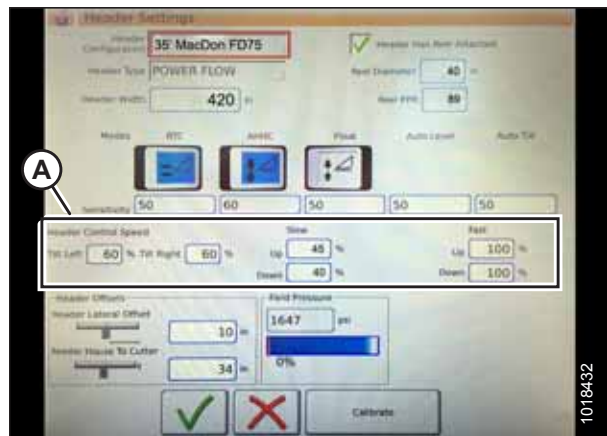 Header Settings
Header Configuration 35' MacDon FD75 Header Has Reel Attached
Header Type POWER FLOW Reel Diameter 40 in
Header Width 420 in Reel PPR 89
Modes RTC AHHC Float Auto Level Auto Tilt
A
Sensitivity 50 60 50 50 50
Header Control Speed Slow Fast
Tilt Left 60 % Tilt Right 60 % Up 45 % Up 100 %
Down 40 % Down 100 %
Header Offsets Field Pressure
Header Lateral Offset 10 in 1647 psi
Feeder House To Cutter 34 in 0%
Calibrate
1018432